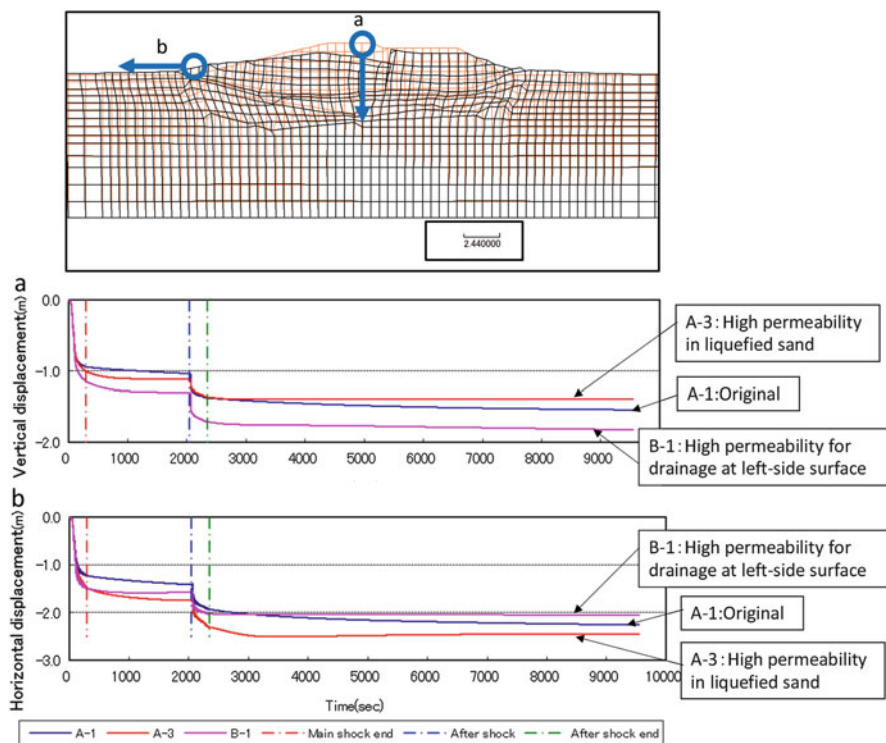 a
b
2.440000
a
Vertical displacement(m)
0.0
-1.0
-2.0
0 1000 2000 3000 4000 5000 6000 7000 8000 9000
A-3:High permeability
in liquefied sand
A-1:Original
B-1:High permeability for
drainage at left-side surface
b
Horizontal displacement(m)
0.0
-1.0
-2.0
-3.0
0 1000 2000 3000 4000 5000 6000 7000 8000 9000 10000
Time(sec)
B-1:High permeability for
drainage at left-side surface
A-1:Original
A-3:High permeability
in liquefied sand
A-1 A-3 B-1 Main shock end After shock After shock end